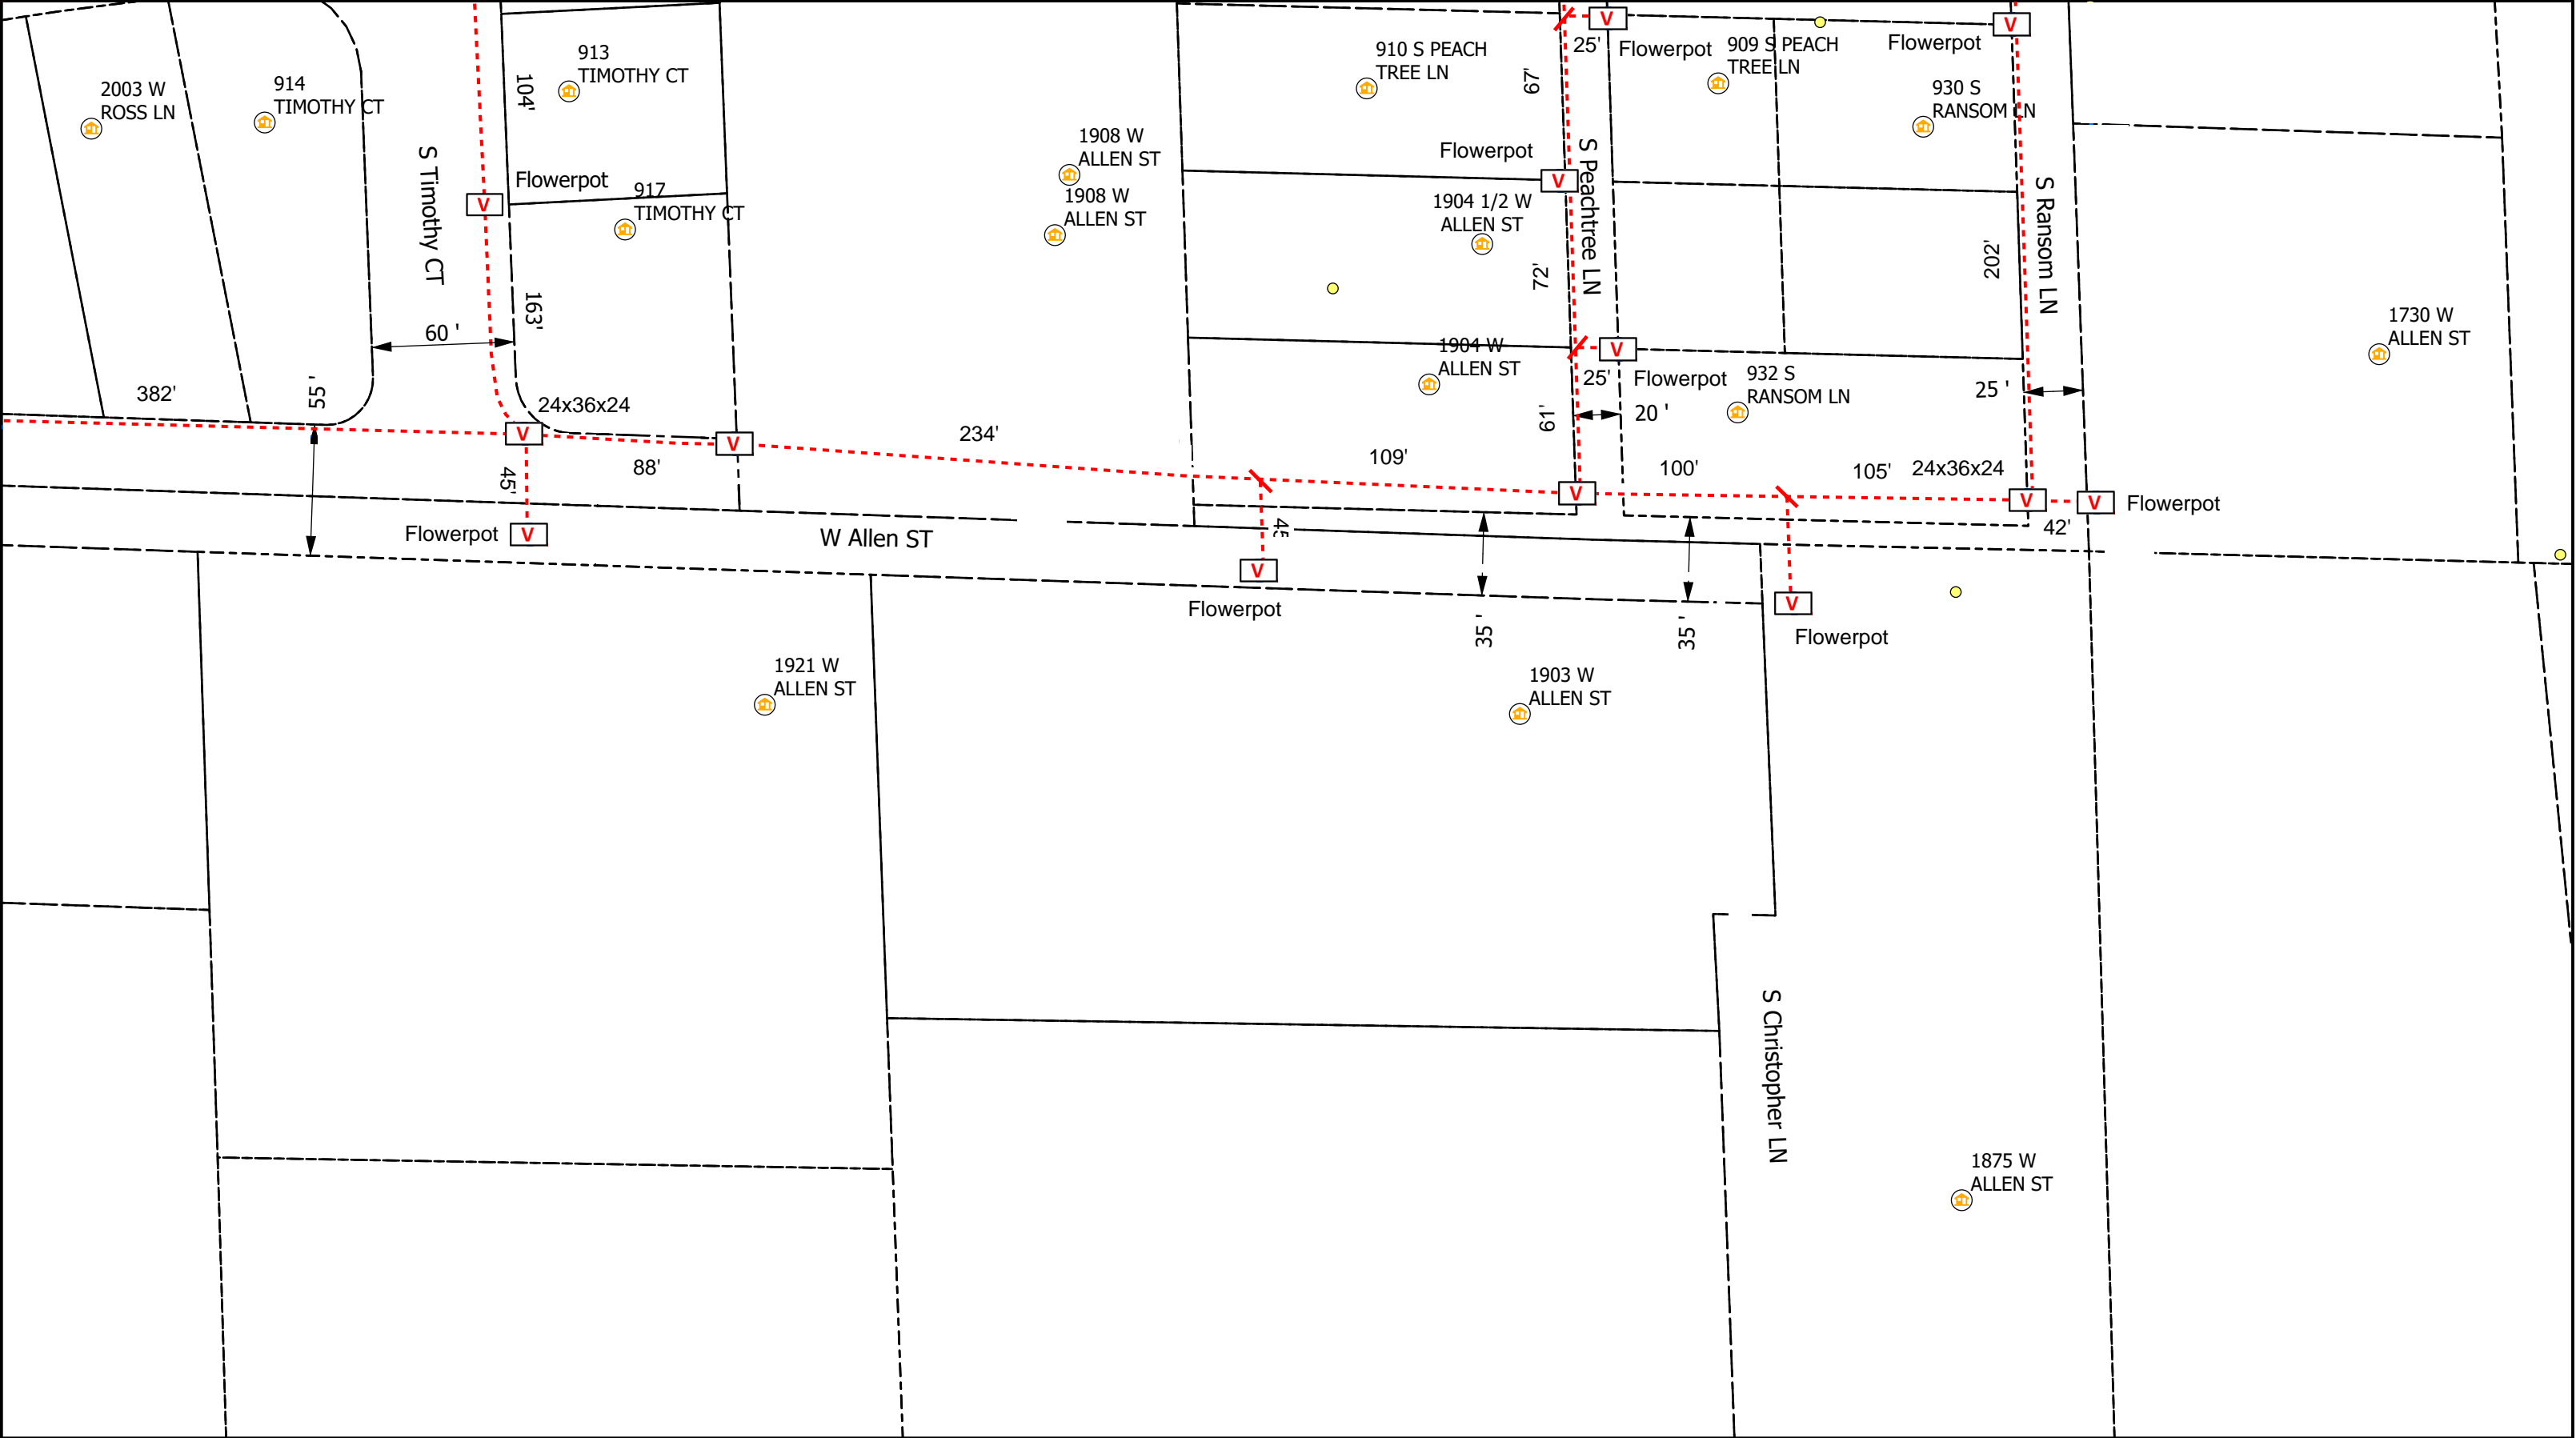 2003 W
ROSS LN
914
TIMOTHY CT
S Timothy CT
104'
913
TIMOTHY CT
V
Flowerpot
917
TIMOTHY CT
163'
60 '
382'
55 '
24x36x24
V
V
45'
88'
Flowerpot
V
1908 W
ALLEN ST
1908 W
ALLEN ST
234'
W Allen ST
910 S PEACH
TREE LN
67'
V
25'
Flowerpot
909 S PEACH
TREE LN
Flowerpot
V
930 S
RANSOM LN
Flowerpot
V
S Peachtree LN
1904 1/2 W
ALLEN ST
72'
202'
S Ransom LN
1904 W
ALLEN ST
V
25'
Flowerpot
932 S
RANSOM LN
61'
20 '
25 '
1730 W
ALLEN ST
109'
V
100'
105'
24x36x24
V
V
Flowerpot
42'
V
Flowerpot
35 '
35 '
V
Flowerpot
1921 W
ALLEN ST
1903 W
ALLEN ST
S Christopher LN
1875 W
ALLEN ST